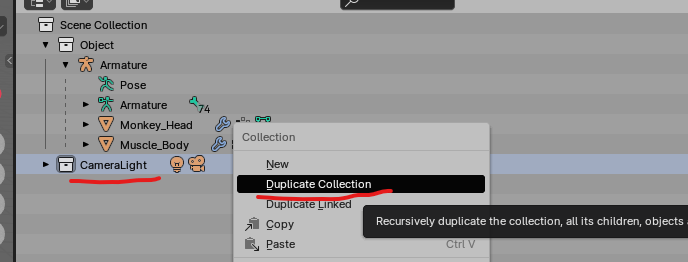 Scene Collection
Object
Armature
Pose
Armature 74
Monkey_Head
Muscle_Body
CameraLight
Collection
New
Duplicate Collection
Duplicate Linked
Copy
Paste Ctrl V
Recursively duplicate the collection, all its children, objects